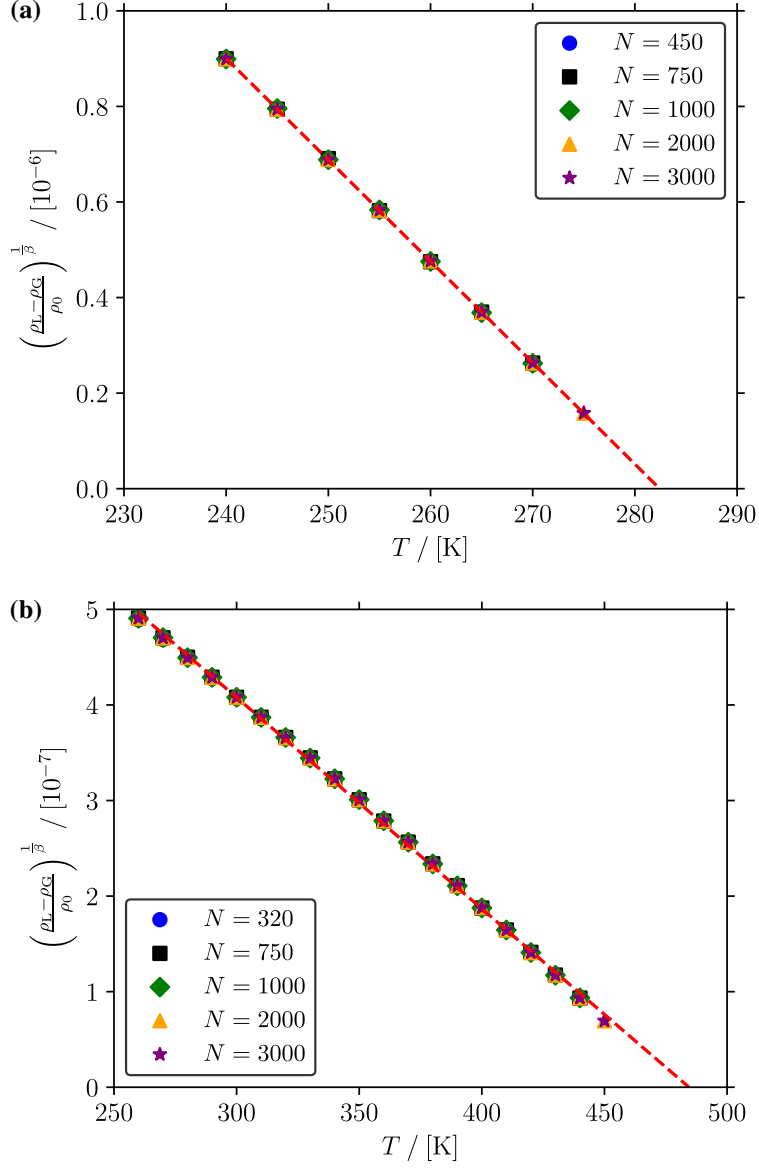 (a)
1.0
0.8
0.6
0.4
0.2
0.0
(ρL−ρG/ρ0)^1/β / [10−6]
N = 450
N = 750
N = 1000
N = 2000
N = 3000
230 240 250 260 270 280 290
T / [K]
(b)
5
4
3
2
1
0
(ρL−ρG/ρ0)^1/β / [10−7]
N = 320
N = 750
N = 1000
N = 2000
N = 3000
250 300 350 400 450 500
T / [K]